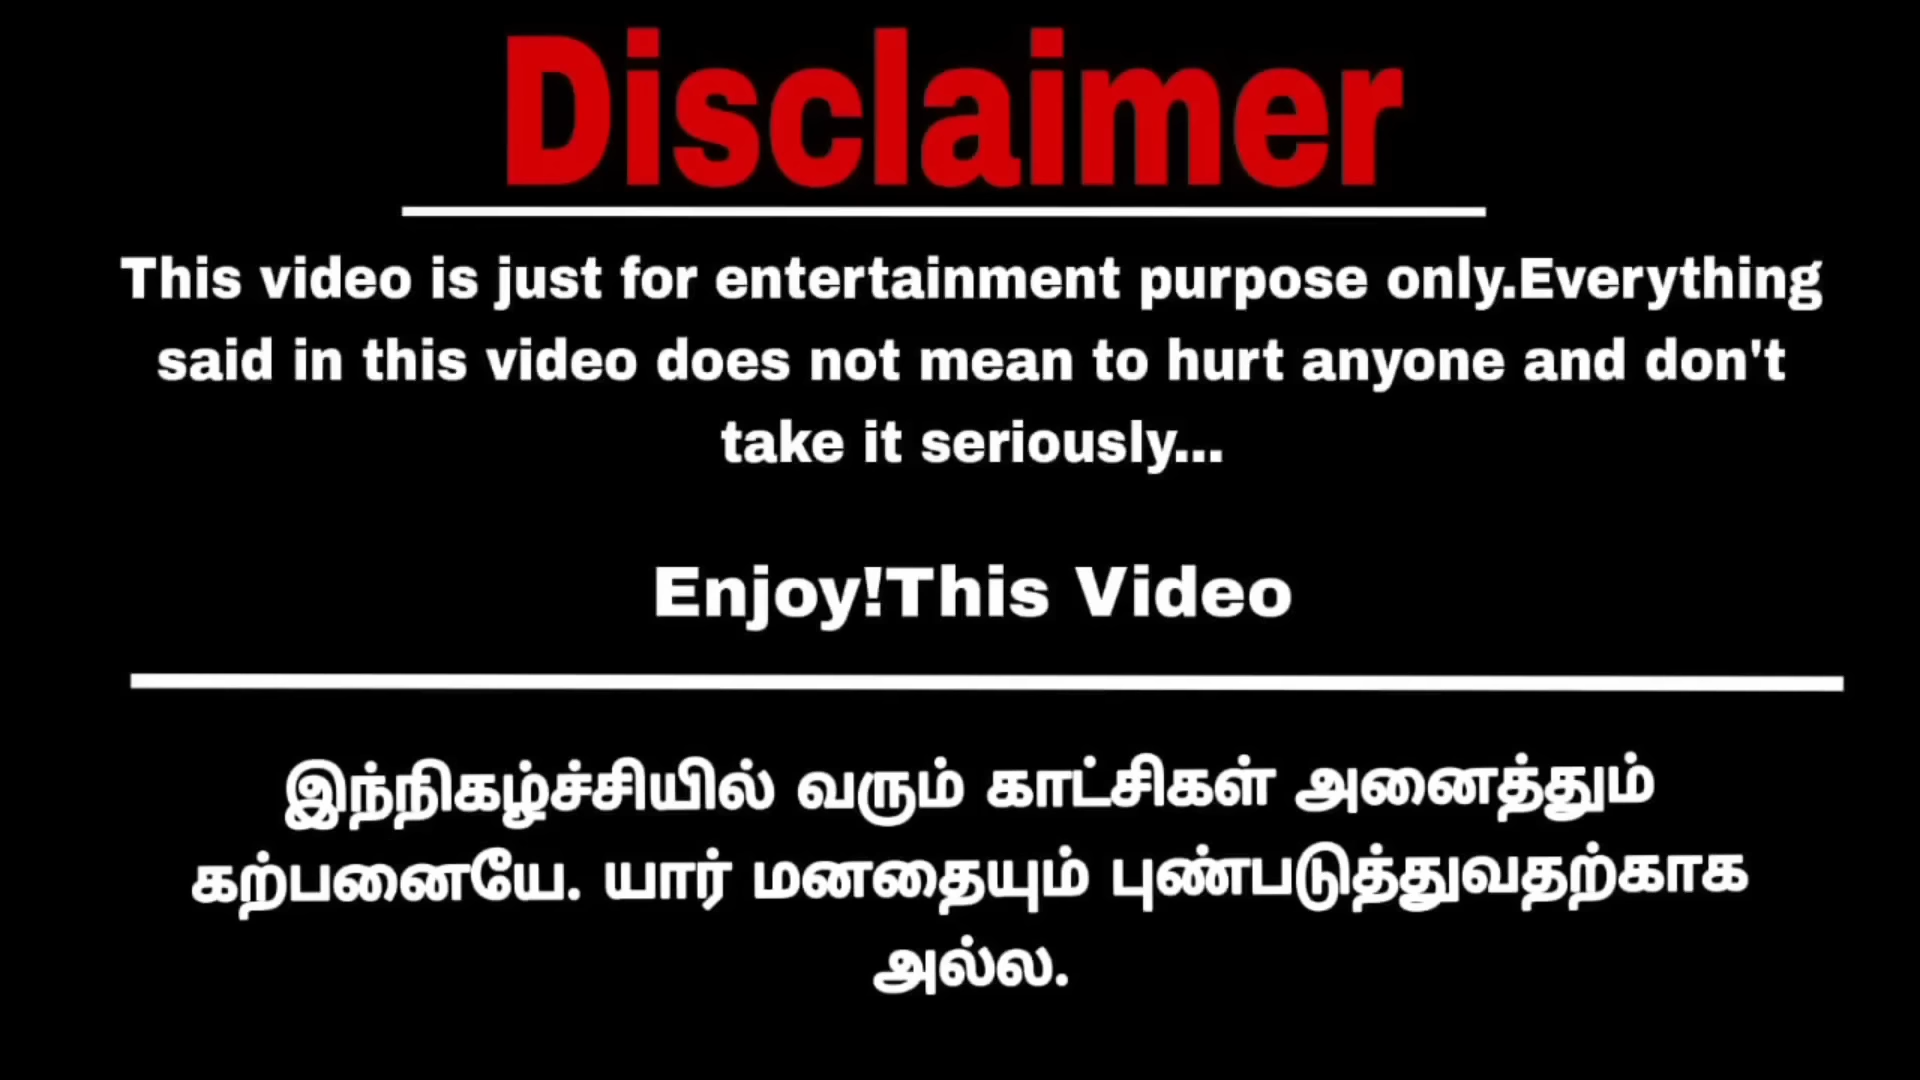 Disclaimer
This video is just for entertainment purpose only.Everything
said in this video does not mean to hurt anyone and don't
take it seriously...
Enjoy!This Video
இந்நிகழ்ச்சியில் வரும் காட்சிகள் அனைத்தும்
கற்பனையே. யார் மனதையும் புண்படுத்துவதற்காக
அல்ல.